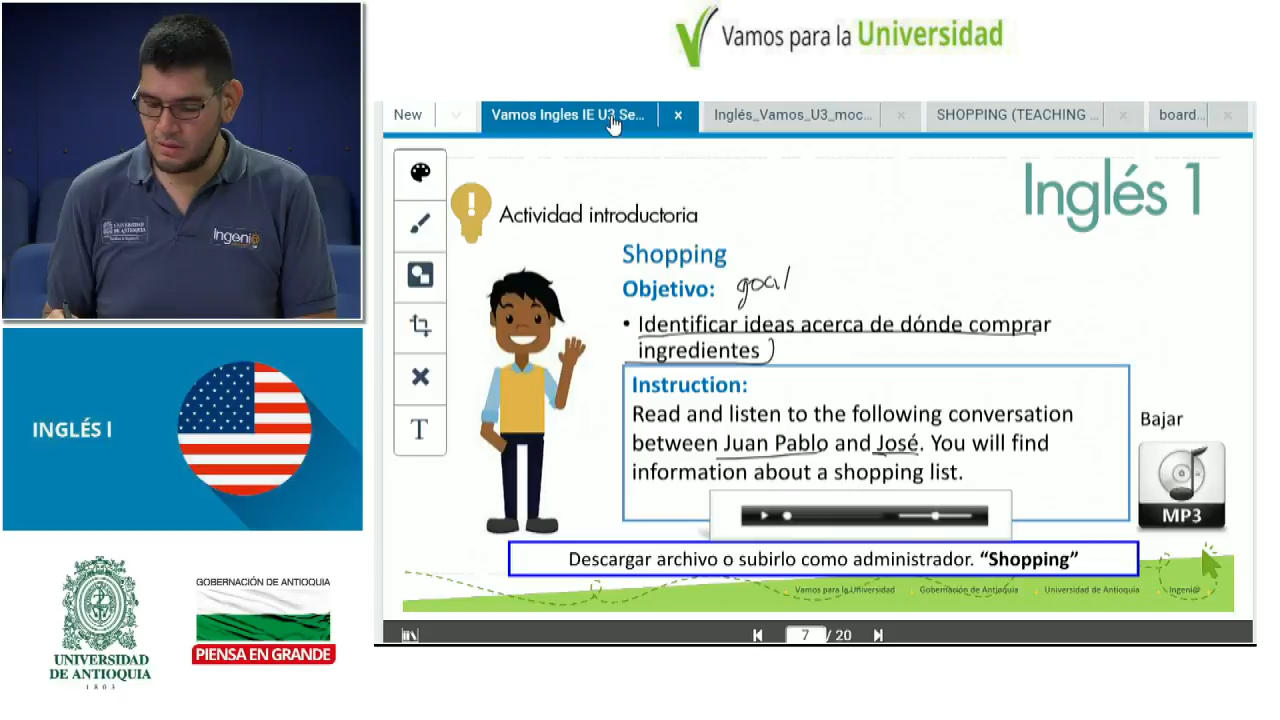 Vamos para la Universidad
New
Vamos Ingles IE U3 Se... x
Inglés_Vamos_U3_moc... x
SHOPPING (TEACHING ... x
board... x
Inglés 1
Actividad introductoria
Shopping
Objetivo: goal
• Identificar ideas acerca de dónde comprar
ingredientes
Instruction:
Read and listen to the following conversation
between Juan Pablo and José. You will find
information about a shopping list.
Bajar
MP3
Descargar archivo o subirlo como administrador. “Shopping”
Vamos para la Universidad Gobernación de Antioquia Universidad de Antioquia Ingeni@
7 / 20
T
Ingeni@
INGLÉS I
UNIVERSIDAD
DE ANTIOQUIA
1803
GOBERNACIÓN DE ANTIOQUIA
PIENSA EN GRANDE